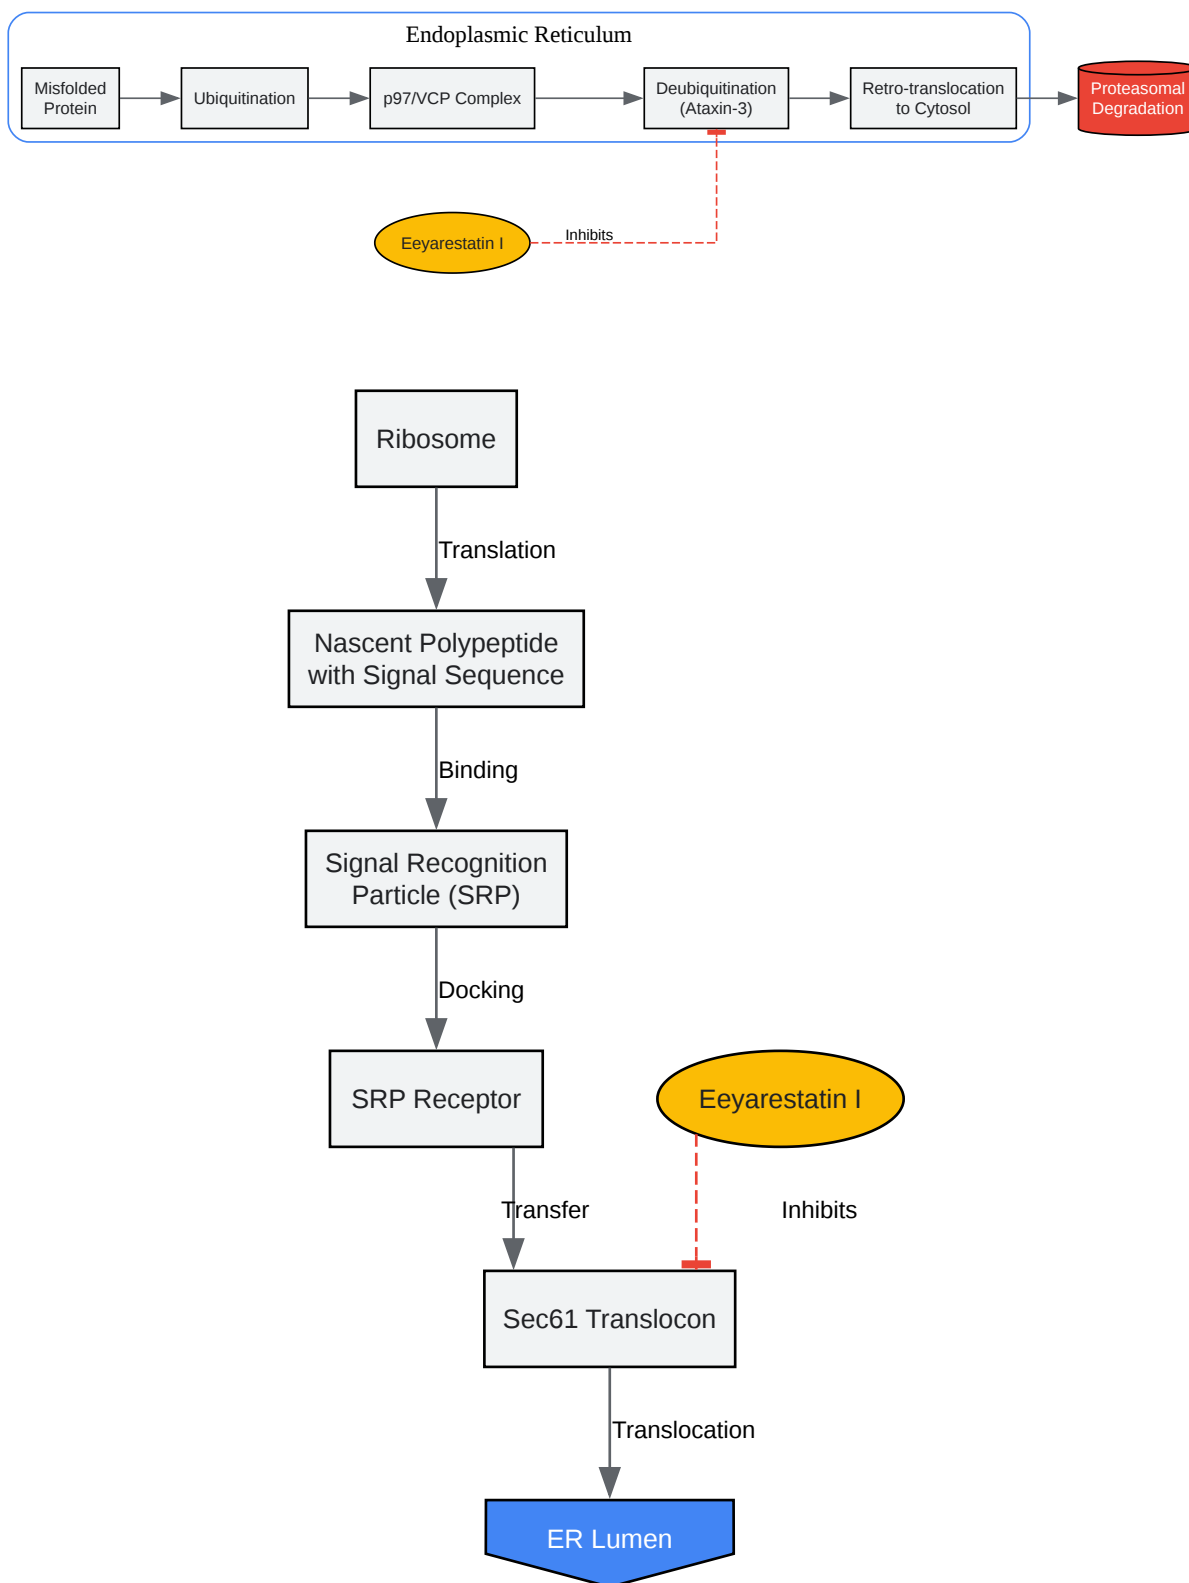 Endoplasmic Reticulum
Misfolded
Protein
Ubiquitination
p97/VCP Complex
Deubiquitination
(Ataxin-3)
Retro-translocation
to Cytosol
Proteasomal
Degradation
Inhibits
Eeyarestatin I
Ribosome
Translation
Nascent Polypeptide
with Signal Sequence
Binding
Signal Recognition
Particle (SRP)
Docking
SRP Receptor
Eeyarestatin I
Transfer
Inhibits
Sec61 Translocon
Translocation
ER Lumen